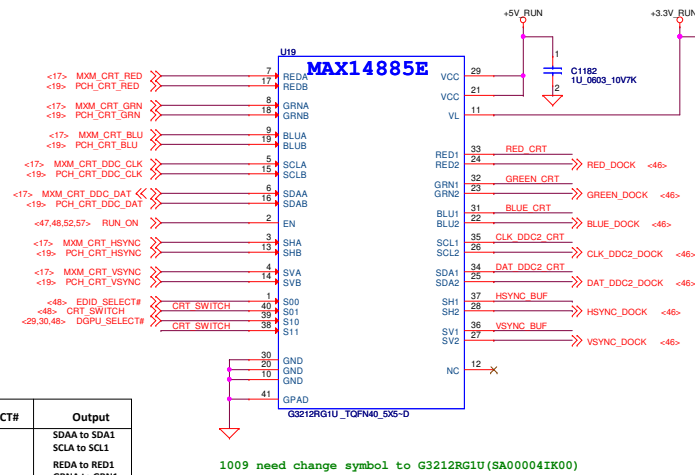 +5V_RUN
+3.3V_RUN
U19
MAX14885E
1
C1182
1U_0603_10V7K
2
<17> MXM_CRT_RED 7 REDA
<19> PCH_CRT_RED 17 REDB
<17> MXM_CRT_GRN 8 GRNA
<19> PCH_CRT_GRN 18 GRNB
<17> MXM_CRT_BLU 9 BLUA
<19> PCH_CRT_BLU 19 BLUB
<17> MXM_CRT_DDC_CLK 5 SCLA
<19> PCH_CRT_DDC_CLK 15 SCLB
<17> MXM_CRT_DDC_DAT 6 SDAA
<19> PCH_CRT_DDC_DAT 16 SDAB
<47,48,52,57> RUN_ON 2 EN
<17> MXM_CRT_HSYNC 3 SHA
<19> PCH_CRT_HSYNC 13 SHB
<17> MXM_CRT_VSYNC 4 SVA
<19> PCH_CRT_VSYNC 14 SVB
<48> EDID_SELECT# 1 S00
<48> CRT_SWITCH CRT_SWITCH 40 S01
<29,30,48> DGPU_SELECT# 39 S10
CRT_SWITCH 38 S11
30 GND
20 GND
10 GND
41 GPAD
VCC 29
VCC 21
VL 11
RED1 33 RED_CRT
RED2 24 RED_DOCK <46>
GRN1 32 GREEN_CRT
GRN2 23 GREEN_DOCK <46>
BLU1 31 BLUE_CRT
BLU2 22 BLUE_DOCK <46>
SCL1 35 CLK_DDC2_CRT
SCL2 26 CLK_DDC2_DOCK <46>
SDA1 34 DAT_DDC2_CRT
SDA2 25 DAT_DDC2_DOCK <46>
SH1 37 HSYNC_BUF
SH2 28 HSYNC_DOCK <46>
SV1 36 VSYNC_BUF
SV2 27 VSYNC_DOCK <46>
NC 12
G3212RG1U_TQFN40_5X5~D
CT# Output
SDAA to SDA1
SCLA to SCL1
REDA to RED1
GRNA to GRN1
1009 need change symbol to G3212RG1U(SA00004IK00)